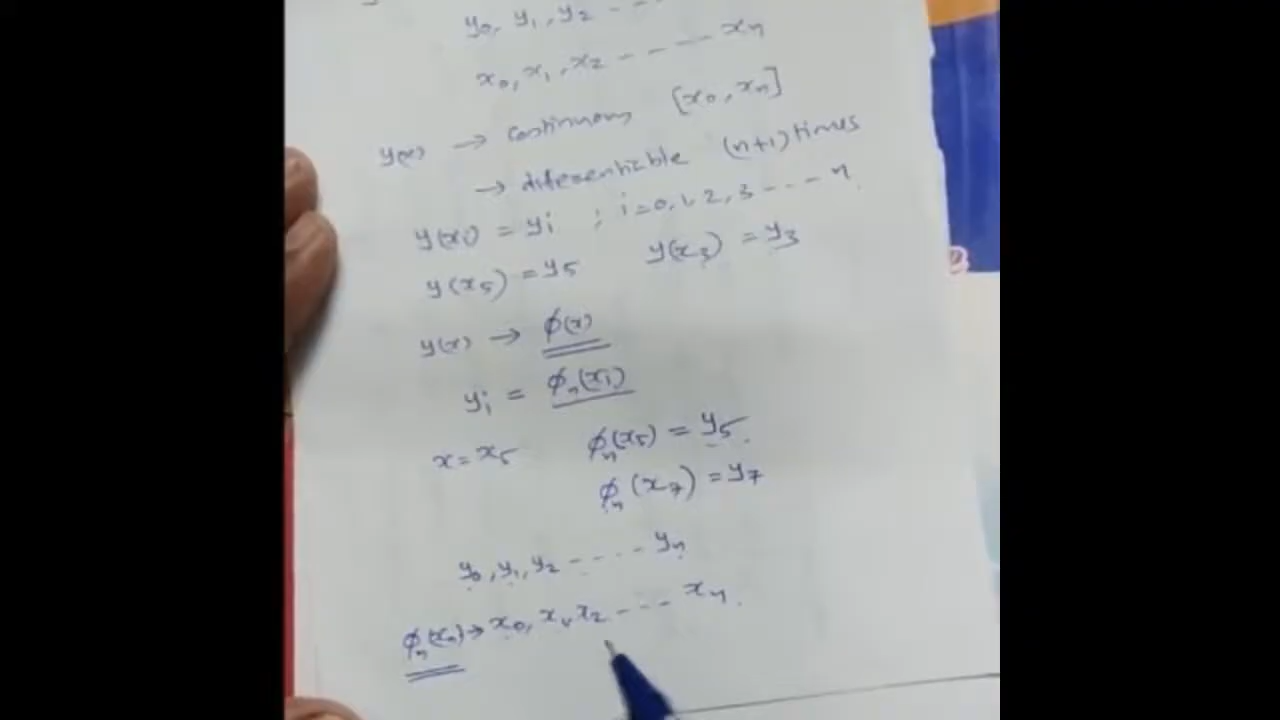 y₀, y₁, y₂ - - -
x₀, x₁, x₂ - - - - - xₙ
y(x) → continuous [x₀, xₙ]
→ differentiable (n+1) times
y(xᵢ) = yᵢ ; i=0, 1, 2, 3 - - - - n.
y(x₅) = y₅ y(x₃) = y₃
y(x) → ϕ(x)
yᵢ = ϕₙ(xᵢ)
x = x₅ ϕₙ(x₅) = y₅
ϕₙ(x₇) = y₇
y₀, y₁, y₂ - - - - - yₙ
ϕₙ(xₙ) → x₀, x₁, x₂ - - - - xₙ.